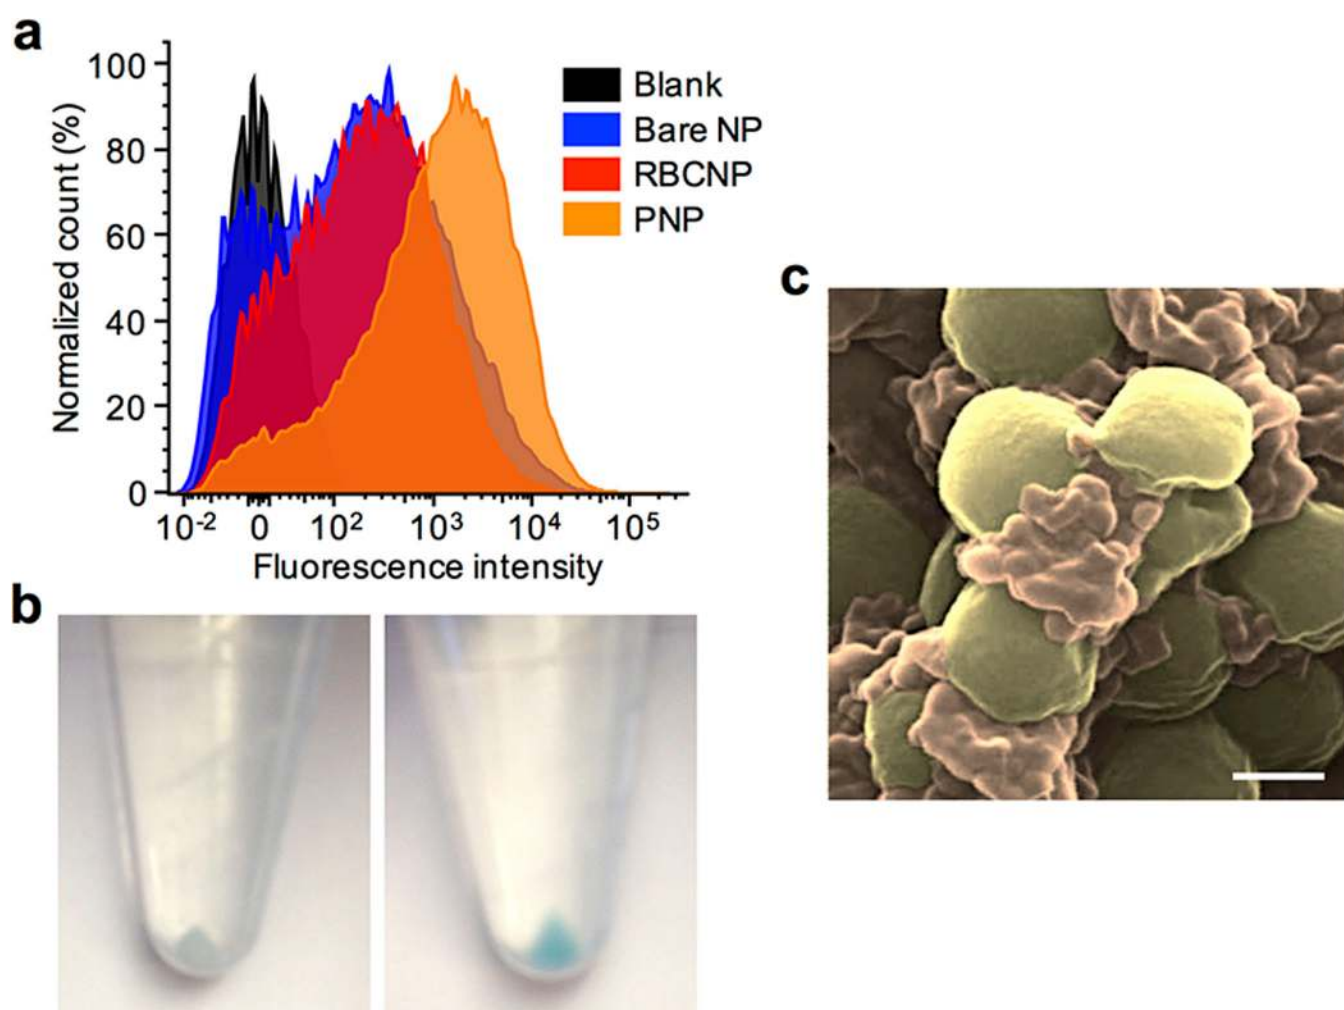 a
Normalized count (%)
100
80
60
40
20
0
10-2 0 10² 10³ 10⁴ 10⁵
Fluorescence intensity
Blank
Bare NP
RBCNP
PNP
b
c